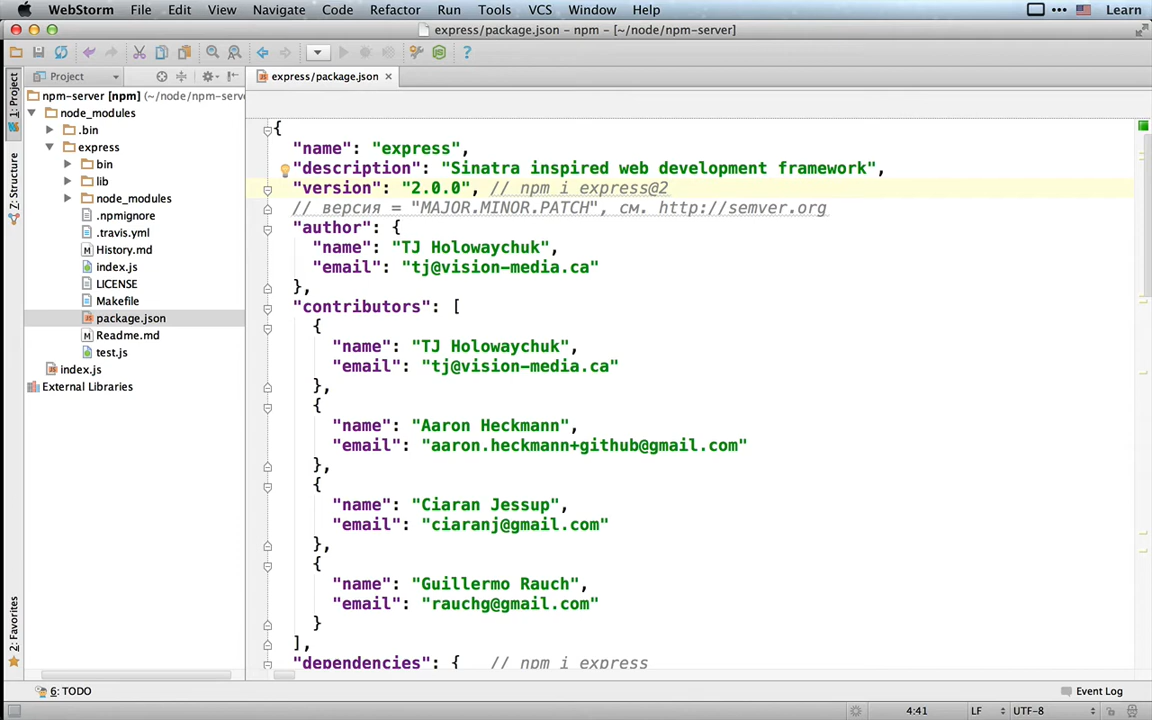 WebStorm File Edit View Navigate Code Refactor Run Tools VCS Window Help Learn
express/package.json – npm – [~/node/npm-server]
Project
express/package.json
1: Project
npm-server [npm] (~/node/npm-serv
node_modules
.bin
express
bin
lib
node_modules
.npmignore
.travis.yml
History.md
index.js
LICENSE
Makefile
package.json
Readme.md
test.js
index.js
External Libraries
7: Structure
2: Favorites
{
"name": "express",
"description": "Sinatra inspired web development framework",
"version": "2.0.0", // npm i express@2
// версия = "MAJOR.MINOR.PATCH", см. http://semver.org
"author": {
"name": "TJ Holowaychuk",
"email": "tj@vision-media.ca"
},
"contributors": [
{
"name": "TJ Holowaychuk",
"email": "tj@vision-media.ca"
},
{
"name": "Aaron Heckmann",
"email": "aaron.heckmann+github@gmail.com"
},
{
"name": "Ciaran Jessup",
"email": "ciaranj@gmail.com"
},
{
"name": "Guillermo Rauch",
"email": "rauchg@gmail.com"
}
],
"dependencies": { // npm i express
6: TODO
Event Log
4:41 LF UTF-8